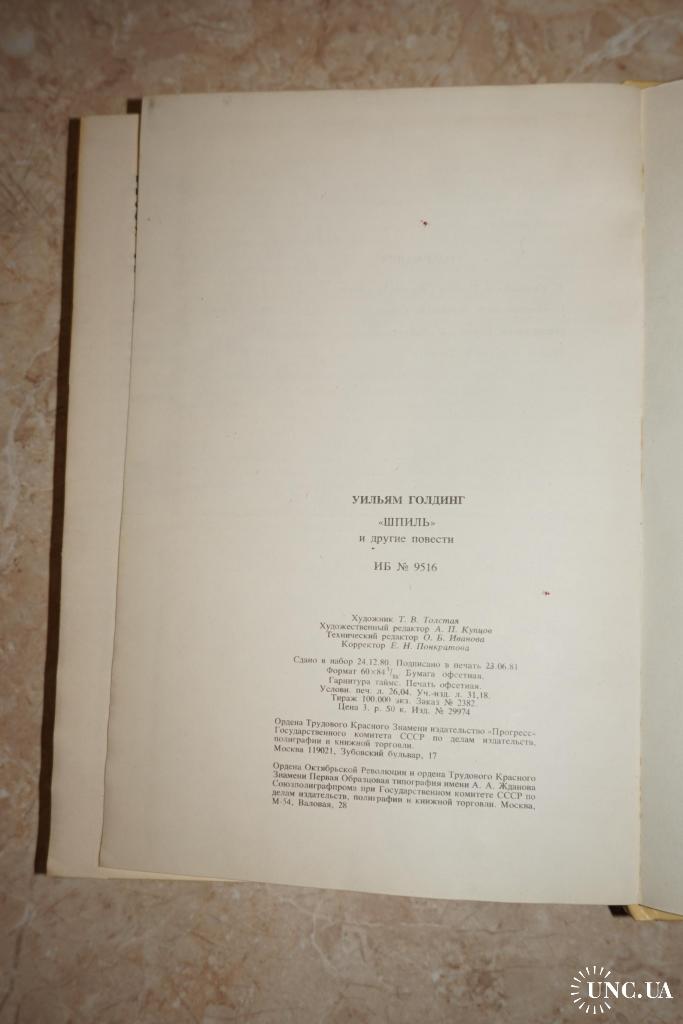 УИЛЬЯМ ГОЛДИНГ
«ШПИЛЬ»
и другие повести
ИБ № 9516
Художник Т. В. Толстая
Художественный редактор А. П. Купцов
Технический редактор О. Б. Иванова
Корректор Е. Н. Понкратова
Сдано в набор 24.12.80. Подписано в печать 23.06.81
Формат 60×84 1/16. Бумага офсетная.
Гарнитура таймс. Печать офсетная.
Условн. печ. л. 26,04. Уч.-изд. л. 31,18.
Тираж 100.000 экз. Заказ № 2382.
Цена 3. р. 50 к. Изд. № 29974
Ордена Трудового Красного Знамени издательство «Прогресс»
Государственного комитета СССР по делам издательств,
полиграфии и книжной торговли.
Москва 119021, Зубовский бульвар, 17
Ордена Октябрьской Революции и ордена Трудового Красного
Знамени Первая Образцовая типография имени А. А. Жданова
Союзполиграфпрома при Государственном комитете СССР по
делам издательств, полиграфии и книжной торговли. Москва,
М-54, Валовая, 28
UNC.UA